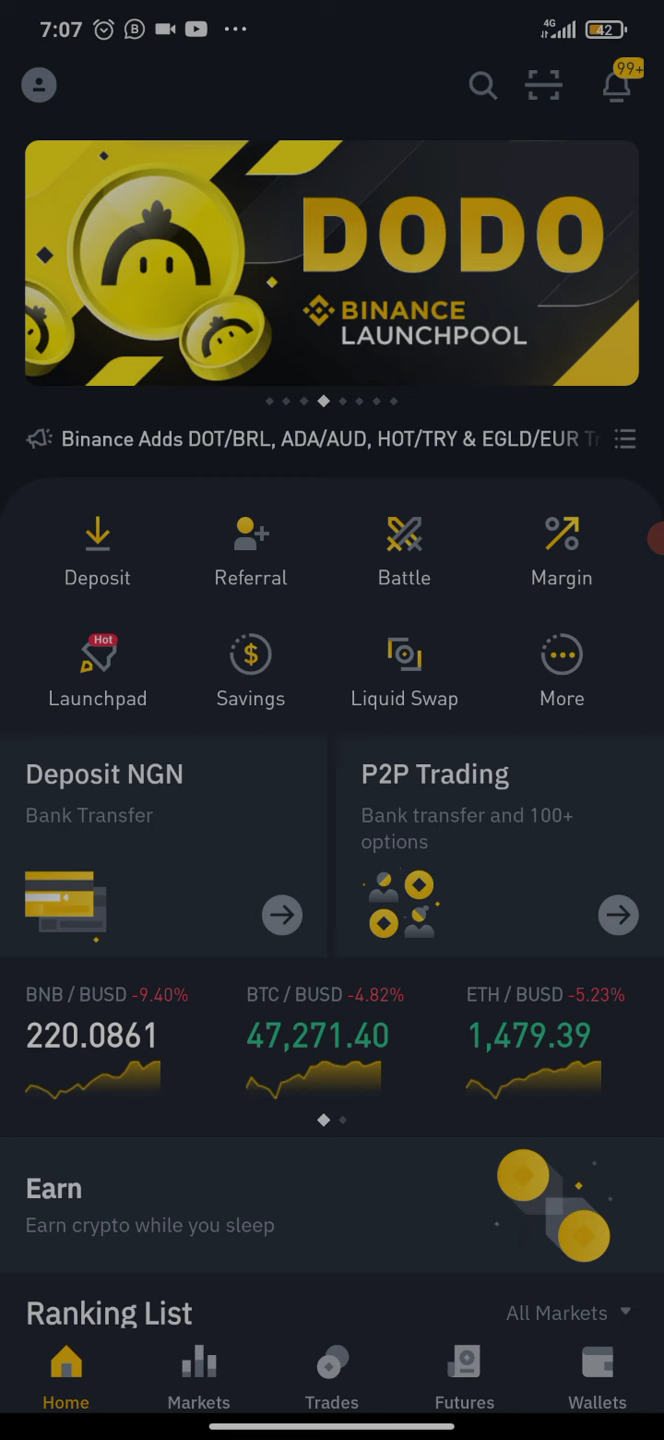 7:07
4G
42
99+
DODO
BINANCE
LAUNCHPOOL
Binance Adds DOT/BRL, ADA/AUD, HOT/TRY & EGLD/EUR Tr
Deposit Referral Battle Margin
Hot
Launchpad Savings Liquid Swap More
Deposit NGN
Bank Transfer
P2P Trading
Bank transfer and 100+
options
BNB / BUSD -9.40% BTC / BUSD -4.82% ETH / BUSD -5.23%
220.0861 47,271.40 1,479.39
Earn
Earn crypto while you sleep
Ranking List All Markets
Home Markets Trades Futures Wallets